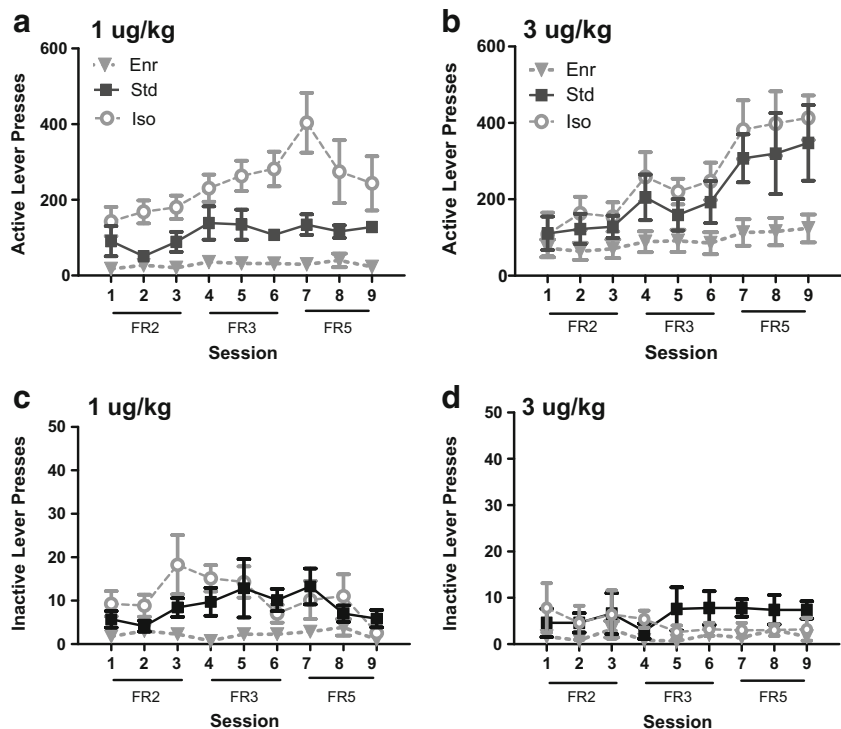 a
1 ug/kg
600
400
200
0
Active Lever Presses
Enr
Std
Iso
1 2 3 4 5 6 7 8 9
FR2 FR3 FR5
Session
b
3 ug/kg
600
400
200
0
Active Lever Presses
Enr
Std
Iso
1 2 3 4 5 6 7 8 9
FR2 FR3 FR5
Session
c
1 ug/kg
50
40
30
20
10
0
Inactive Lever Presses
1 2 3 4 5 6 7 8 9
FR2 FR3 FR5
Session
d
3 ug/kg
50
40
30
20
10
0
Inactive Lever Presses
1 2 3 4 5 6 7 8 9
FR2 FR3 FR5
Session